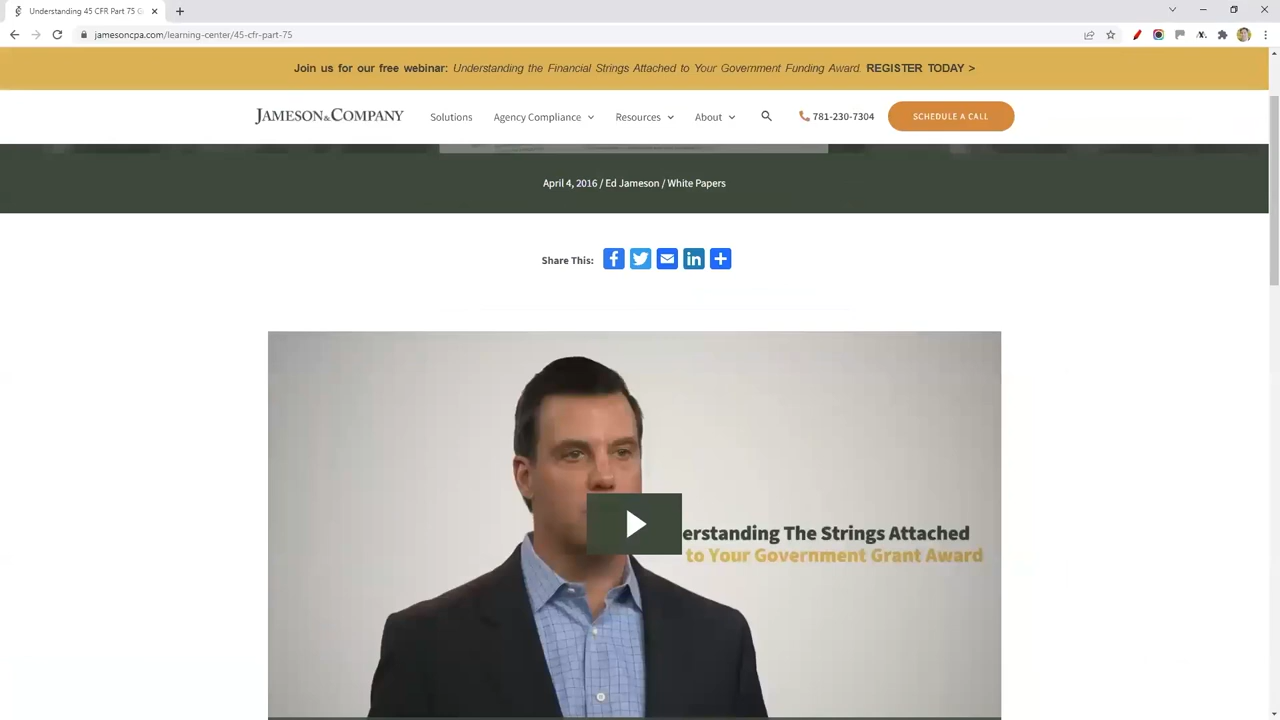 Understanding 45 CFR Part 75 G
jamesoncpa.com/learning-center/45-cfr-part-75
Join us for our free webinar: Understanding the Financial Strings Attached to Your Government Funding Award. REGISTER TODAY >
JAMESON&COMPANY
Solutions
Agency Compliance
Resources
About
781-230-7304
SCHEDULE A CALL
April 4, 2016 / Ed Jameson / White Papers
Share This:
erstanding The Strings Attached
to Your Government Grant Award